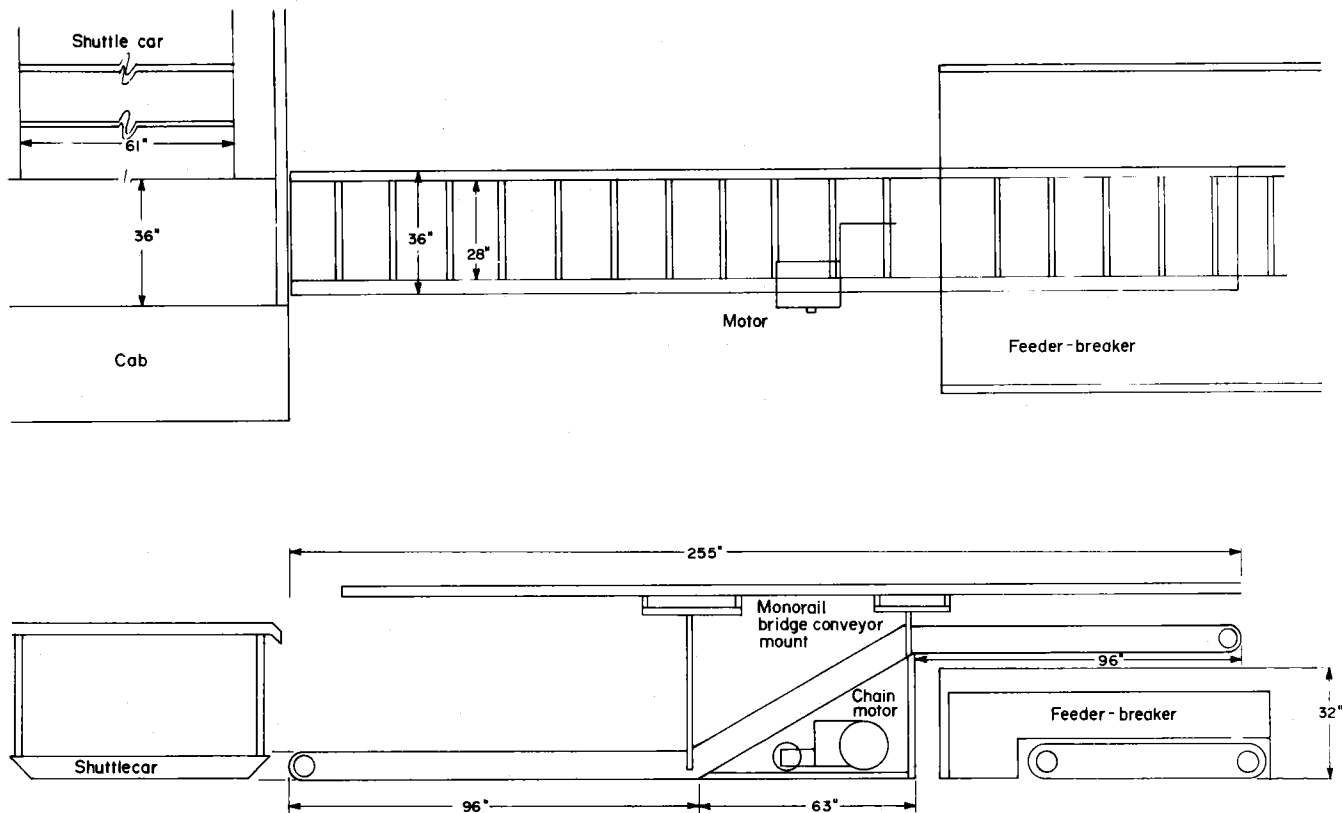 Shuttle car
61"
36"
36"
28"
Motor
Cab
Feeder-breaker
255"
Monorail
bridge conveyor
mount
96"
Chain
motor
Feeder-breaker
32"
Shuttlecar
96"
63"